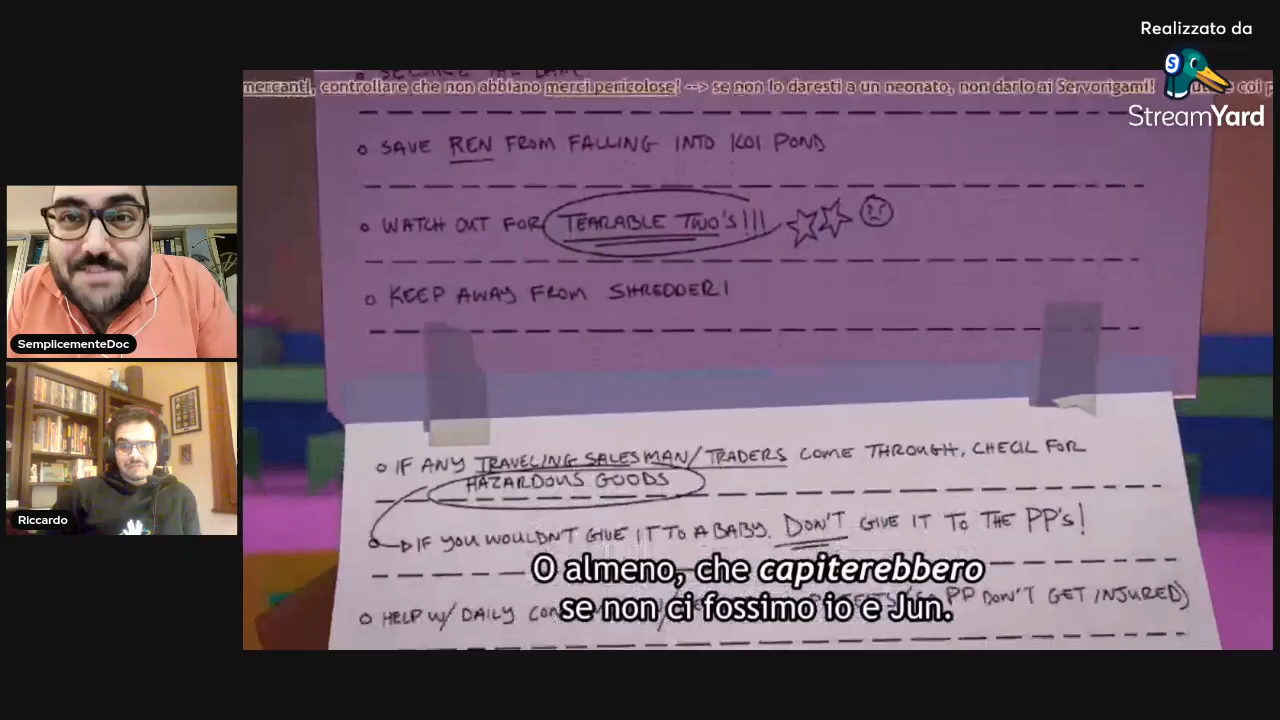 Realizzato da
StreamYard
mercanti, controllare che non abbiano merci pericolose! --> se non lo daresti a un neonato, non darlo ai Servorigami!
SAVE REN FROM FALLING INTO KOI POND
WATCH OUT FOR TEARABLE TWO'S!!!
KEEP AWAY FROM SHREDDER!
IF ANY TRAVELING SALESMAN/TRADERS COME THROUGH, CHECK FOR
HAZARDOUS GOODS
IF YOU WOULDN'T GIVE IT TO A BABY. DON'T GIVE IT TO THE PP'S!
O almeno, che capiterebbero
HELP W/ DAILY PP DON'T GET INJURED)
se non ci fossimo io e Jun.
SemplicementeDoc
Riccardo